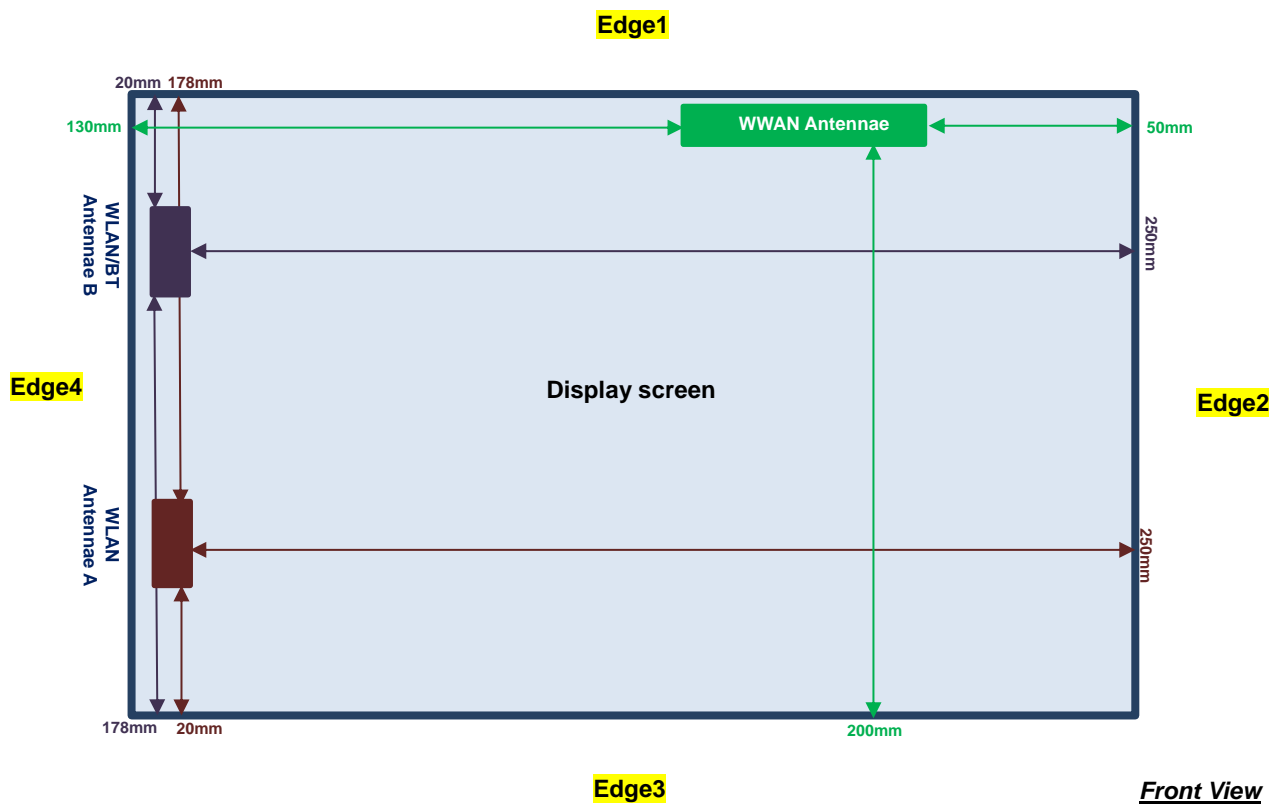 Edge1
20mm 178mm
130mm
WWAN Antennae
50mm
WLAN/BT
Antennae B
250mm
Edge4
Display screen
Edge2
WLAN
Antennae A
250mm
178mm 20mm
200mm
Edge3
Front View